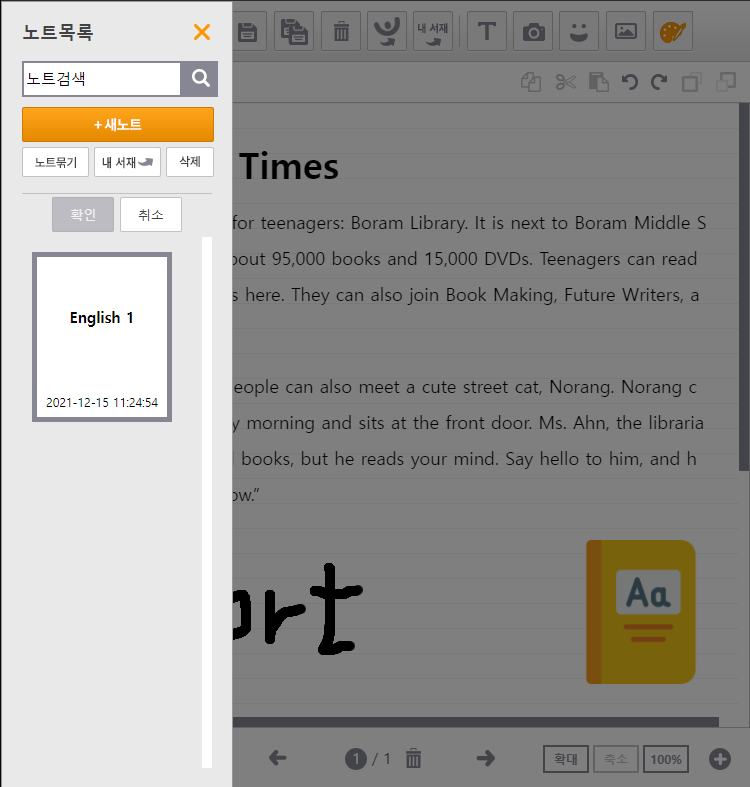 노트목록
노트검색
+ 새노트
노트묶기
내 서재
삭제
확인
취소
English 1
2021-12-15 11:24:54
내 서재
T
Times
for teenagers: Boram Library. It is next to Boram Middle S
out 95,000 books and 15,000 DVDs. Teenagers can read
s here. They can also join Book Making, Future Writers, a
eople can also meet a cute street cat, Norang. Norang c
y morning and sits at the front door. Ms. Ahn, the libraria
books, but he reads your mind. Say hello to him, and h
ow.”
ort
Aa
1 / 1
확대
축소
100%